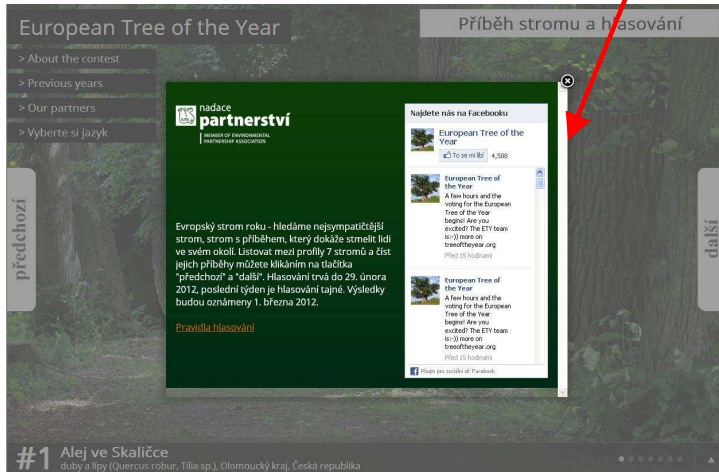 European Tree of the Year
Příběh stromu a hlasování
> About the contest
> Previous years
> Our partners
> Vyberte si jazyk
předchozí
další
nadace
partnerství
MEMBER OF ENVIRONMENTAL
PARTNERSHIP ASSOCIATION
Evropský strom roku - hledáme nejsympatičtější
strom, strom s příběhem, který dokáže stmelit lidi
ve svém okolí. Listovat mezi profily 7 stromů a číst
jejich příběhy můžete klikáním na tlačítka
"předchozí" a "další". Hlasování trvá do 29. února
2012, poslední týden je hlasování tajné. Výsledky
budou oznámeny 1. března 2012.
Pravidla hlasování
Najdete nás na Facebooku
European Tree of the
Year
To se mi líbí 4,508
European Tree of
the Year
A few hours and the
voting for the European
Tree of the Year
begins! Are you
excited? The ETY team
is:-)) more on
treeoftheyear.org
Před 15 hodinami
European Tree of
the Year
A few hours and the
voting for the European
Tree of the Year
begins! Are you
excited? The ETY team
is:-)) more on
treeoftheyear.org
Před 15 hodinami
Plugin pro sociální síť Facebook
#1 Alej ve Skaličce
duby a lípy (Quercus robur, Tilia sp.), Olomoucký kraj, Česká republika